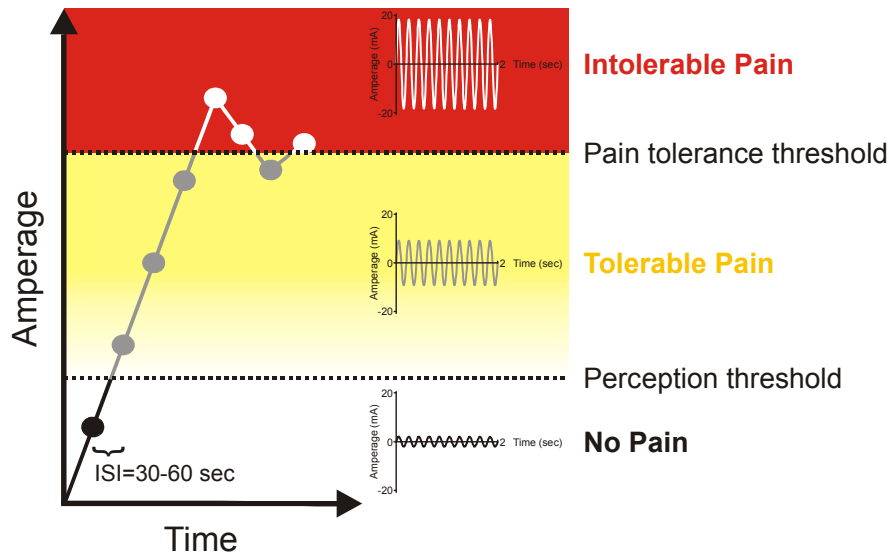 Amperage
Time
ISI=30-60 sec
Amperage (mA)
20
0
-20
2 Time (sec)
Intolerable Pain
Pain tolerance threshold
Amperage (mA)
20
0
-20
2 Time (sec)
Tolerable Pain
Perception threshold
Amperage (mA)
20
0
-20
2 Time (sec)
No Pain